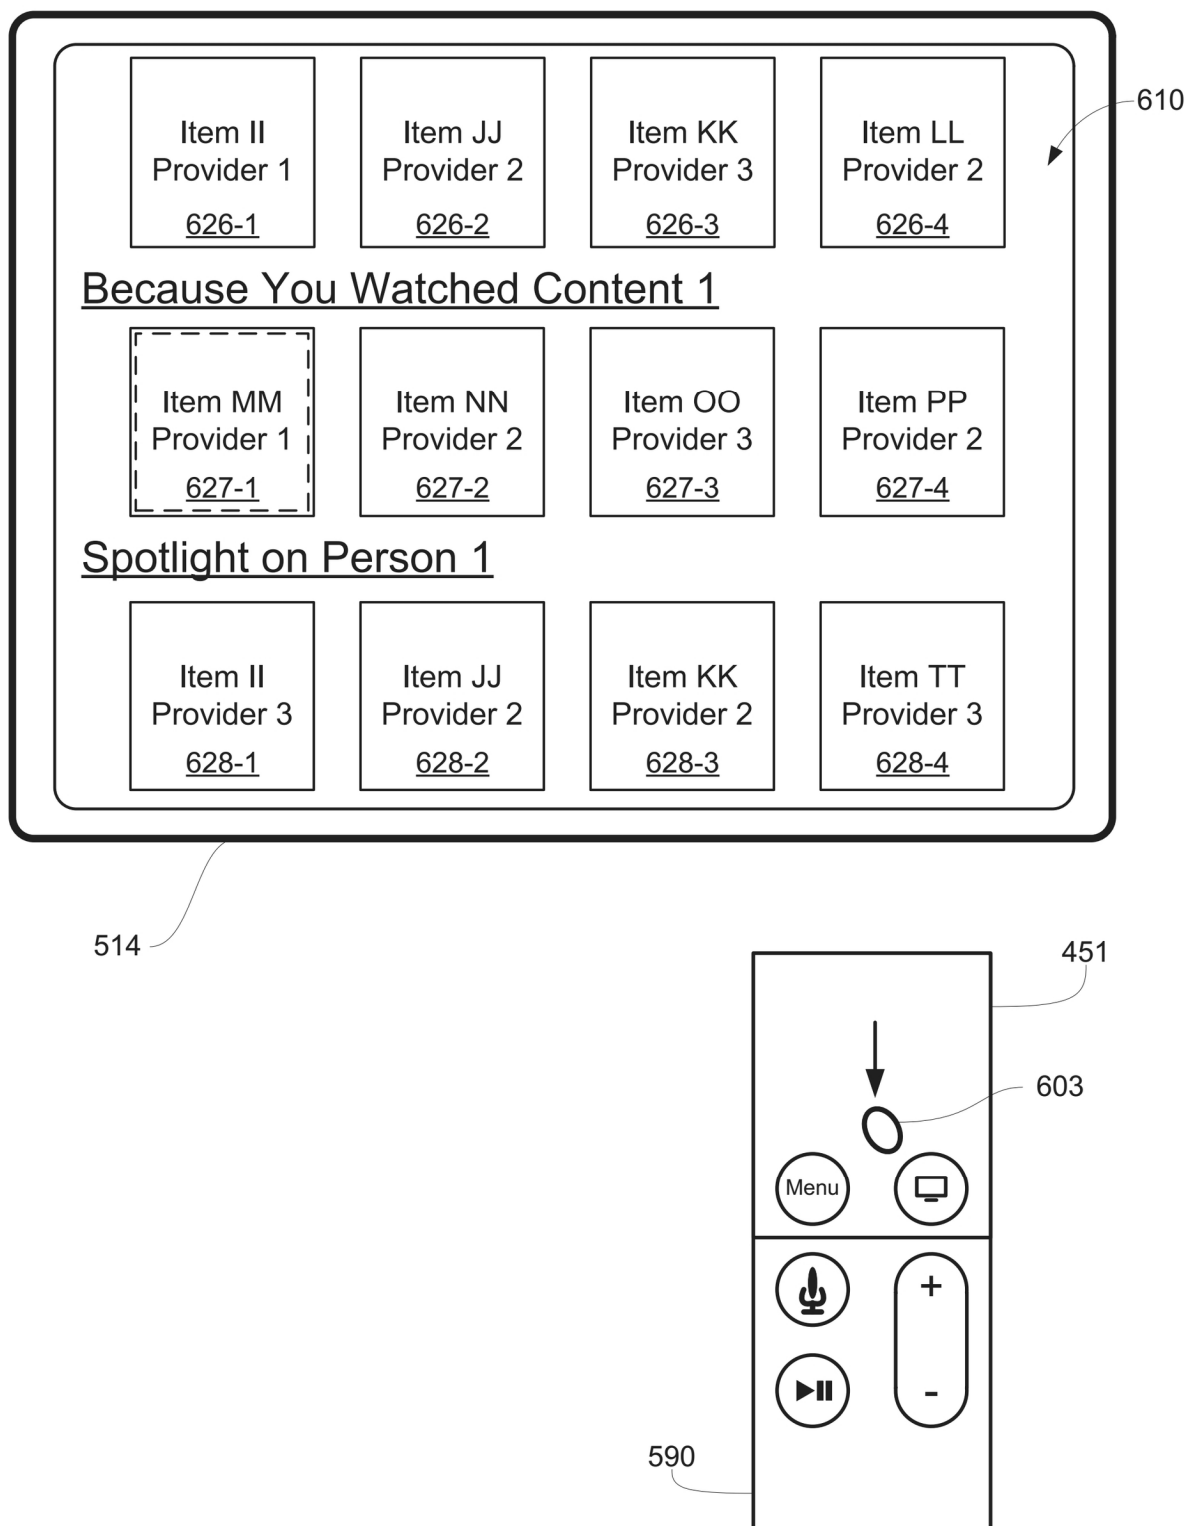 610
Item II
Provider 1
626-1
Item JJ
Provider 2
626-2
Item KK
Provider 3
626-3
Item LL
Provider 2
626-4
Because You Watched Content 1
Item MM
Provider 1
627-1
Item NN
Provider 2
627-2
Item OO
Provider 3
627-3
Item PP
Provider 2
627-4
Spotlight on Person 1
Item II
Provider 3
628-1
Item JJ
Provider 2
628-2
Item KK
Provider 2
628-3
Item TT
Provider 3
628-4
514
451
603
Menu
+
-
590